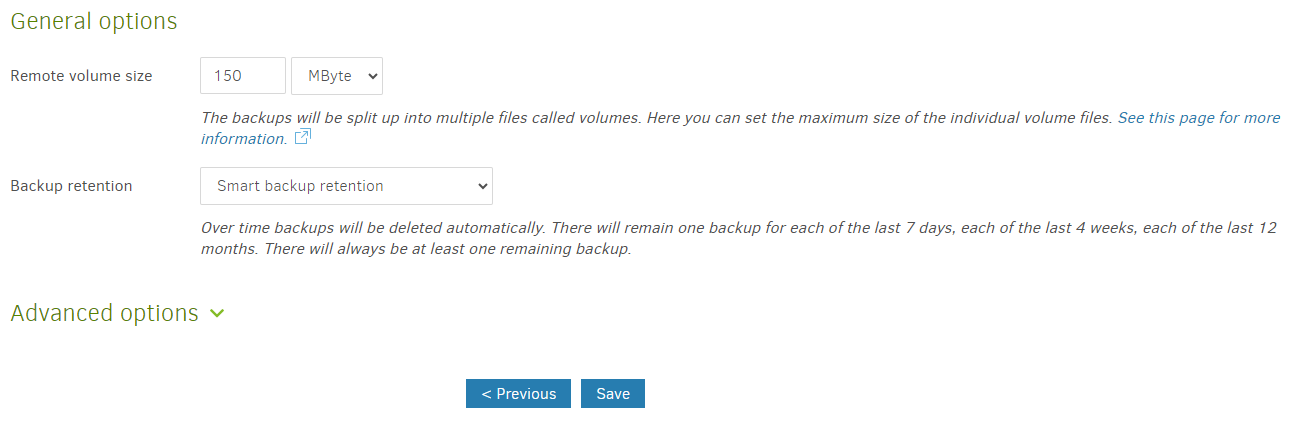 General options
Remote volume size 150 MByte
The backups will be split up into multiple files called volumes. Here you can set the maximum size of the individual volume files. See this page for more
information.
Backup retention Smart backup retention
Over time backups will be deleted automatically. There will remain one backup for each of the last 7 days, each of the last 4 weeks, each of the last 12
months. There will always be at least one remaining backup.
Advanced options
< Previous Save